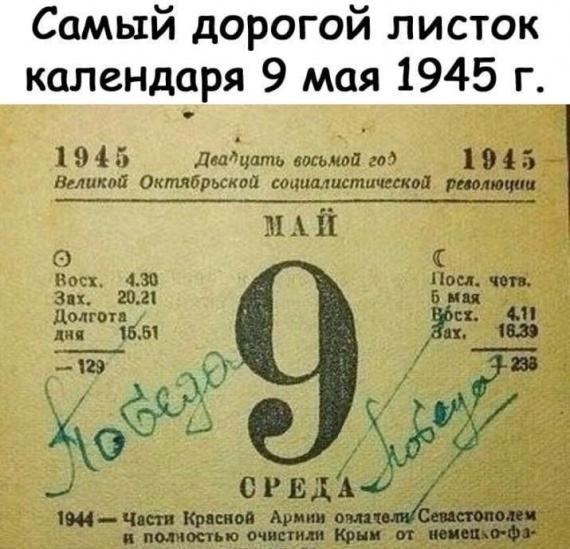 Самый дорогой листок
календаря 9 мая 1945 г.
1945 Двадцать восьмой год 1945
Великой Октябрьской социалистической революции
МАЙ
Восх. 4.30
Зах. 20.21
Долгота
дня 15.51
— 129
9
Посл. четв.
5 мая
Восх. 4.11
Зах. 16.39
+ 236
Победа
Победа!
СРЕДА
1944 — Части Красной Армии овладели Севастополем
и полностью очистили Крым от немецко-фа-